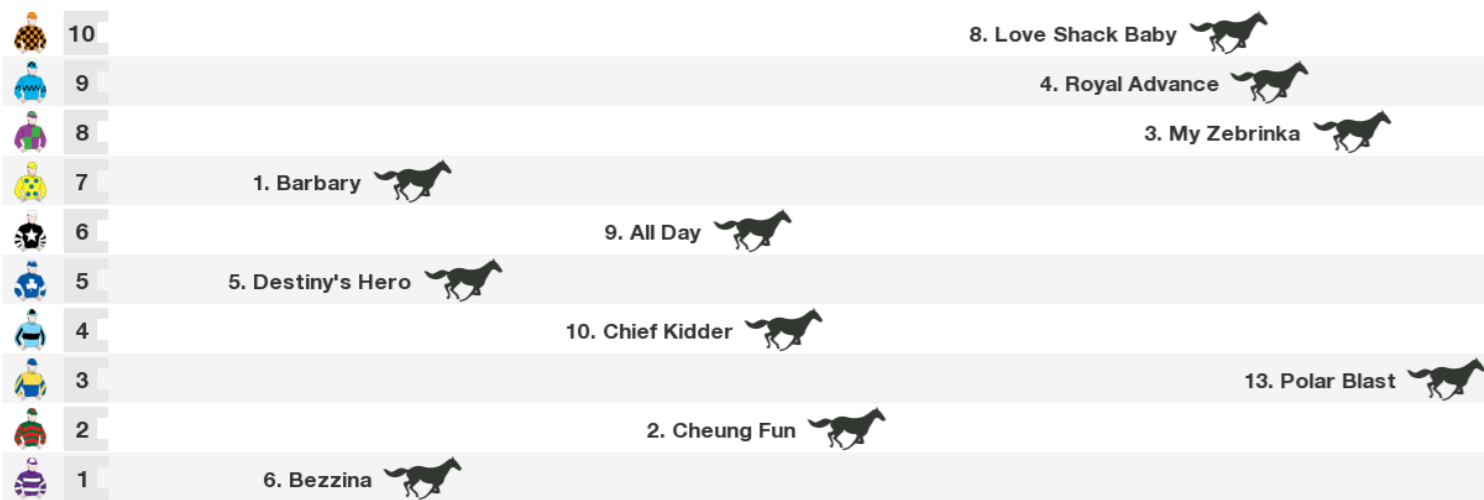 10 8. Love Shack Baby
9 4. Royal Advance
8 3. My Zebrinka
7 1. Barbary
6 9. All Day
5 5. Destiny's Hero
4 10. Chief Kidder
3 13. Polar Blast
2 2. Cheung Fun
1 6. Bezzina